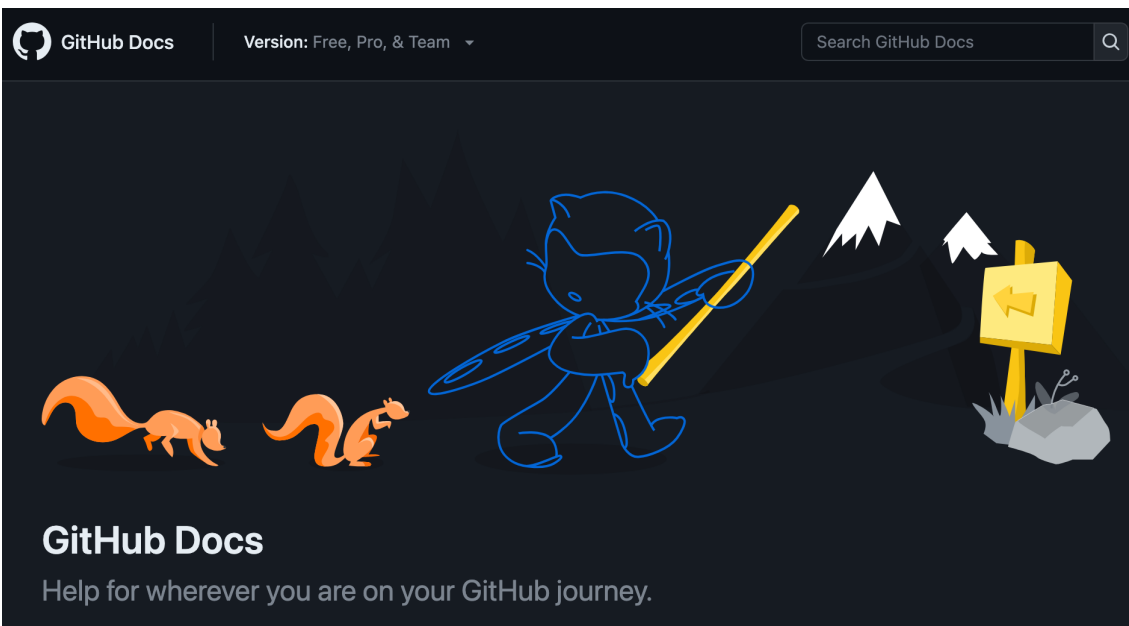 GitHub Docs
Version: Free, Pro, & Team
Search GitHub Docs
GitHub Docs
Help for wherever you are on your GitHub journey.